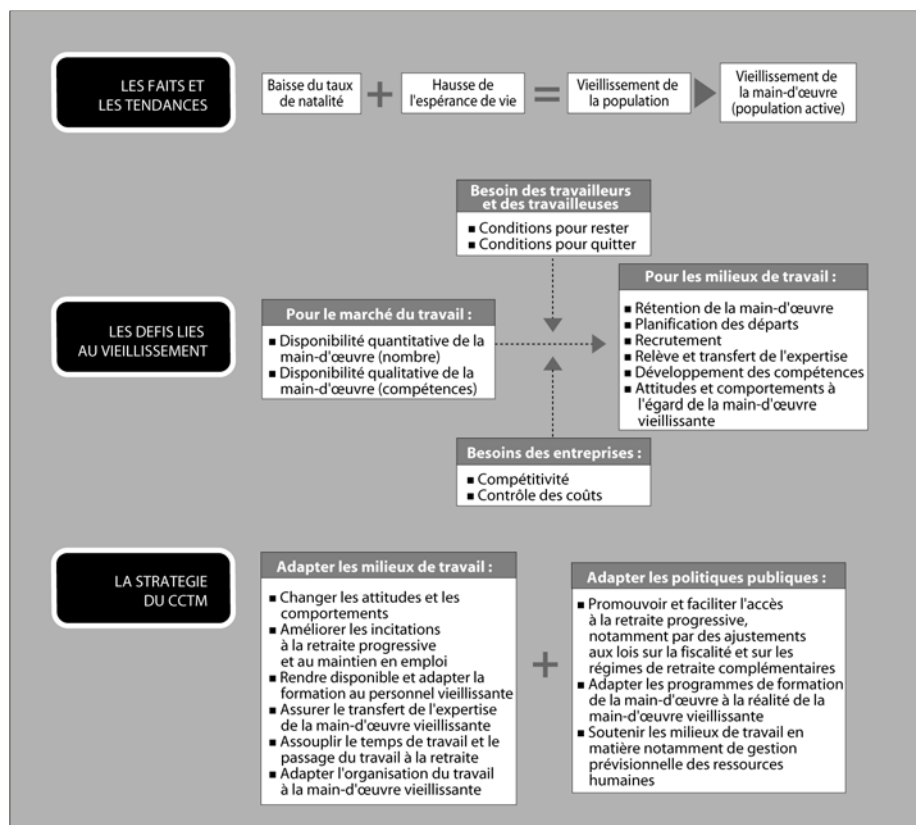 LES FAITS ET
LES TENDANCES
Baisse du taux
de natalité
+
Hausse de
l'espérance de vie
=
Vieillissement de
la population
Vieillissement de
la main-d'œuvre
(population active)
LES DEFIS LIES
AU VIEILLISSEMENT
Besoin des travailleurs
et des travailleuses
■ Conditions pour rester
■ Conditions pour quitter
Pour le marché du travail :
■ Disponibilité quantitative de la
main-d'œuvre (nombre)
■ Disponibilité qualitative de la
main-d'œuvre (compétences)
Pour les milieux de travail :
■ Rétention de la main-d'œuvre
■ Planification des départs
■ Recrutement
■ Relève et transfert de l'expertise
■ Développement des compétences
■ Attitudes et comportements à
l'égard de la main-d'œuvre
vieillissante
Besoins des entreprises :
■ Compétitivité
■ Contrôle des coûts
LA STRATEGIE
DU CCTM
Adapter les milieux de travail :
■ Changer les attitudes et les
comportements
■ Améliorer les incitations
à la retraite progressive
et au maintien en emploi
■ Rendre disponible et adapter la
formation au personnel vieillissante
■ Assurer le transfert de l'expertise
de la main-d'œuvre vieillissante
■ Assouplir le temps de travail et le
passage du travail à la retraite
■ Adapter l'organisation du travail
à la main-d'œuvre vieillissante
+
Adapter les politiques publiques :
■ Promouvoir et faciliter l'accès
à la retraite progressive,
notamment par des ajustements
aux lois sur la fiscalité et sur les
régimes de retraite complémentaires
■ Adapter les programmes de formation
de la main-d'œuvre à la réalité de la
main-d'œuvre vieillissante
■ Soutenir les milieux de travail en
matière notamment de gestion
prévisionnelle des ressources
humaines